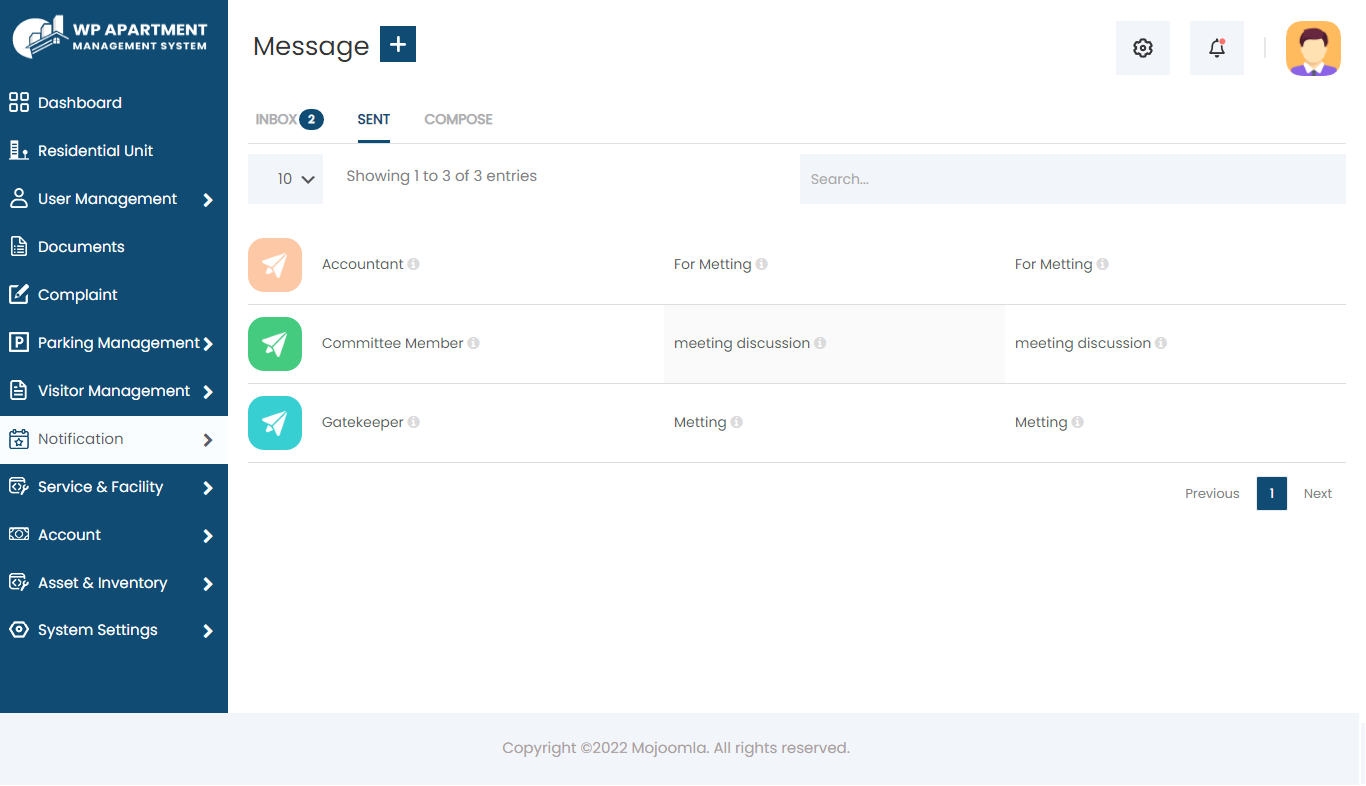 WP APARTMENT
MANAGEMENT SYSTEM
Dashboard
Residential Unit
User Management
Documents
Complaint
P Parking Management
Visitor Management
Notification
Service & Facility
Account
Asset & Inventory
System Settings
Message +
INBOX 2 SENT COMPOSE
10 Showing 1 to 3 of 3 entries Search...
Accountant For Metting For Metting
Committee Member meeting discussion meeting discussion
Gatekeeper Metting Metting
Previous 1 Next
Copyright ©2022 Mojoomla. All rights reserved.